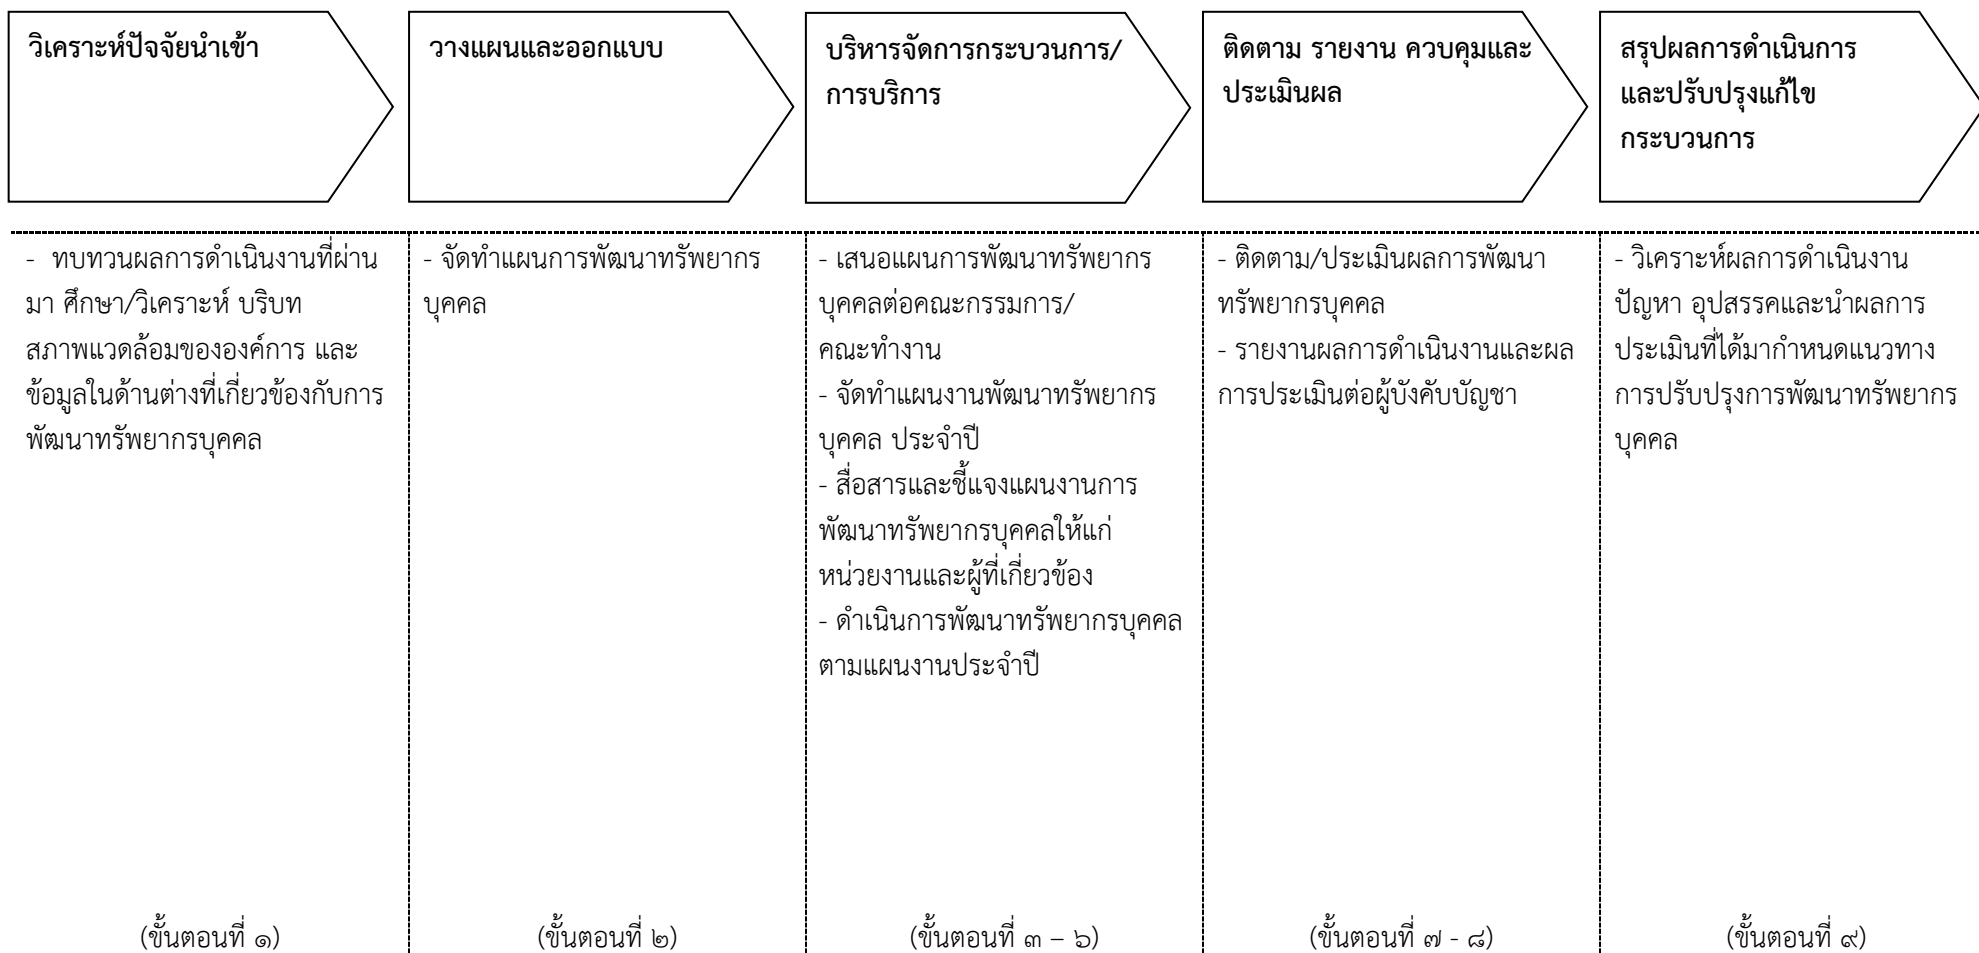 วิเคราะห์ปัจจัยนำเข้า
วางแผนและออกแบบ
บริหารจัดการกระบวนการ/
การบริการ
ติดตาม รายงาน ควบคุมและ
ประเมินผล
สรุปผลการดำเนินการ
และปรับปรุงแก้ไข
กระบวนการ
- ทบทวนผลการดำเนินงานที่ผ่าน
มา ศึกษา/วิเคราะห์ บริบท
สภาพแวดล้อมขององค์การ และ
ข้อมูลในด้านต่างที่เกี่ยวข้องกับการ
พัฒนาทรัพยากรบุคคล
(ขั้นตอนที่ ๑)
- จัดทำแผนการพัฒนาทรัพยากร
บุคคล
(ขั้นตอนที่ ๒)
- เสนอแผนการพัฒนาทรัพยากร
บุคคลต่อคณะกรรมการ/
คณะทำงาน
- จัดทำแผนงานพัฒนาทรัพยากร
บุคคล ประจำปี
- สื่อสารและชี้แจงแผนงานการ
พัฒนาทรัพยากรบุคคลให้แก่
หน่วยงานและผู้ที่เกี่ยวข้อง
- ดำเนินการพัฒนาทรัพยากรบุคคล
ตามแผนงานประจำปี
(ขั้นตอนที่ ๓ – ๖)
- ติดตาม/ประเมินผลการพัฒนา
ทรัพยากรบุคคล
- รายงานผลการดำเนินงานและผล
การประเมินต่อผู้บังคับบัญชา
(ขั้นตอนที่ ๗ - ๘)
- วิเคราะห์ผลการดำเนินงาน
ปัญหา อุปสรรคและนำผลการ
ประเมินที่ได้มากำหนดแนวทาง
การปรับปรุงการพัฒนาทรัพยากร
บุคคล
(ขั้นตอนที่ ๙)